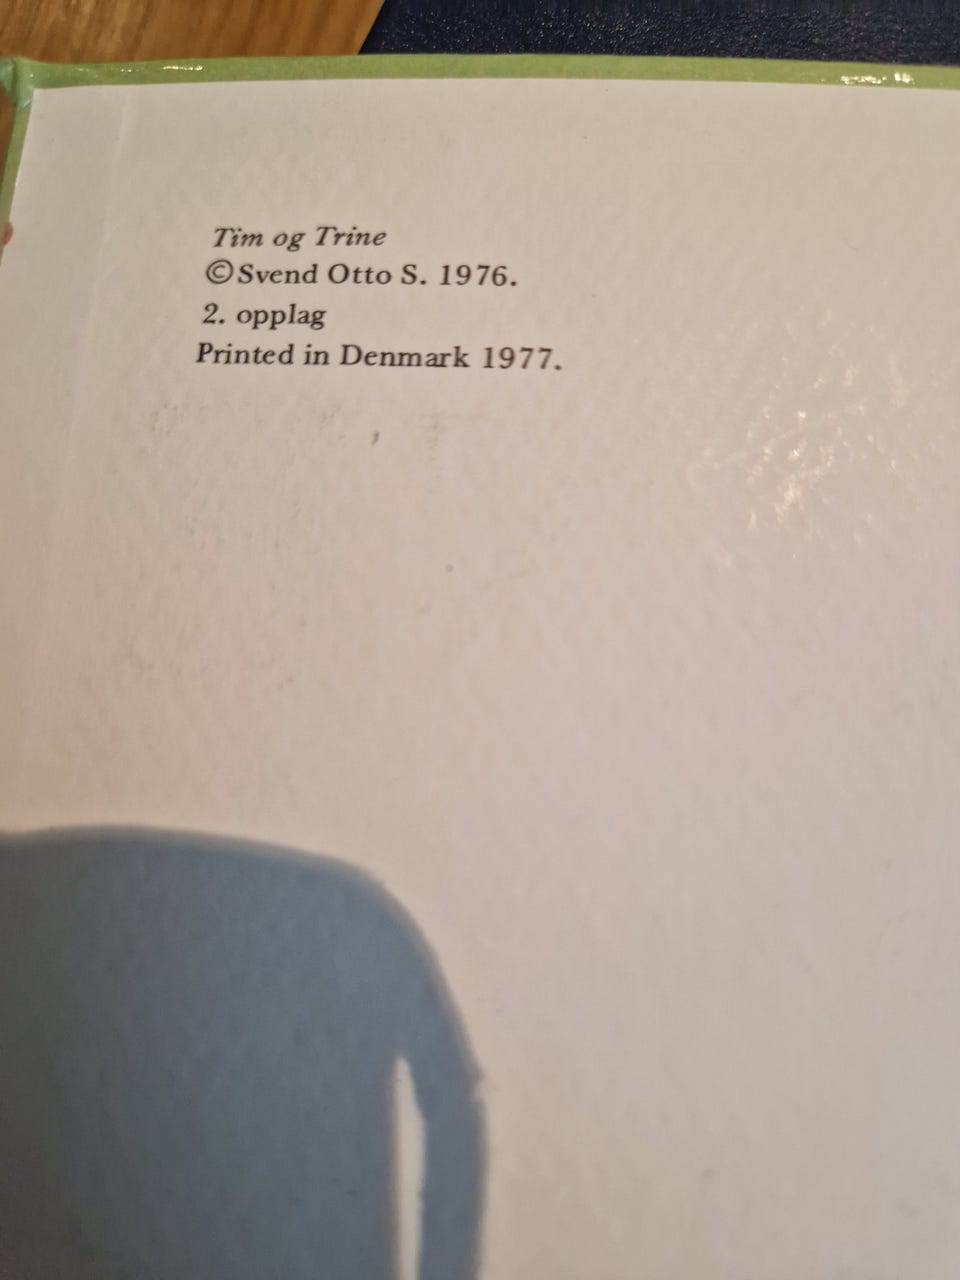 Tim og Trine
©Svend Otto S. 1976.
2. opplag
Printed in Denmark 1977.